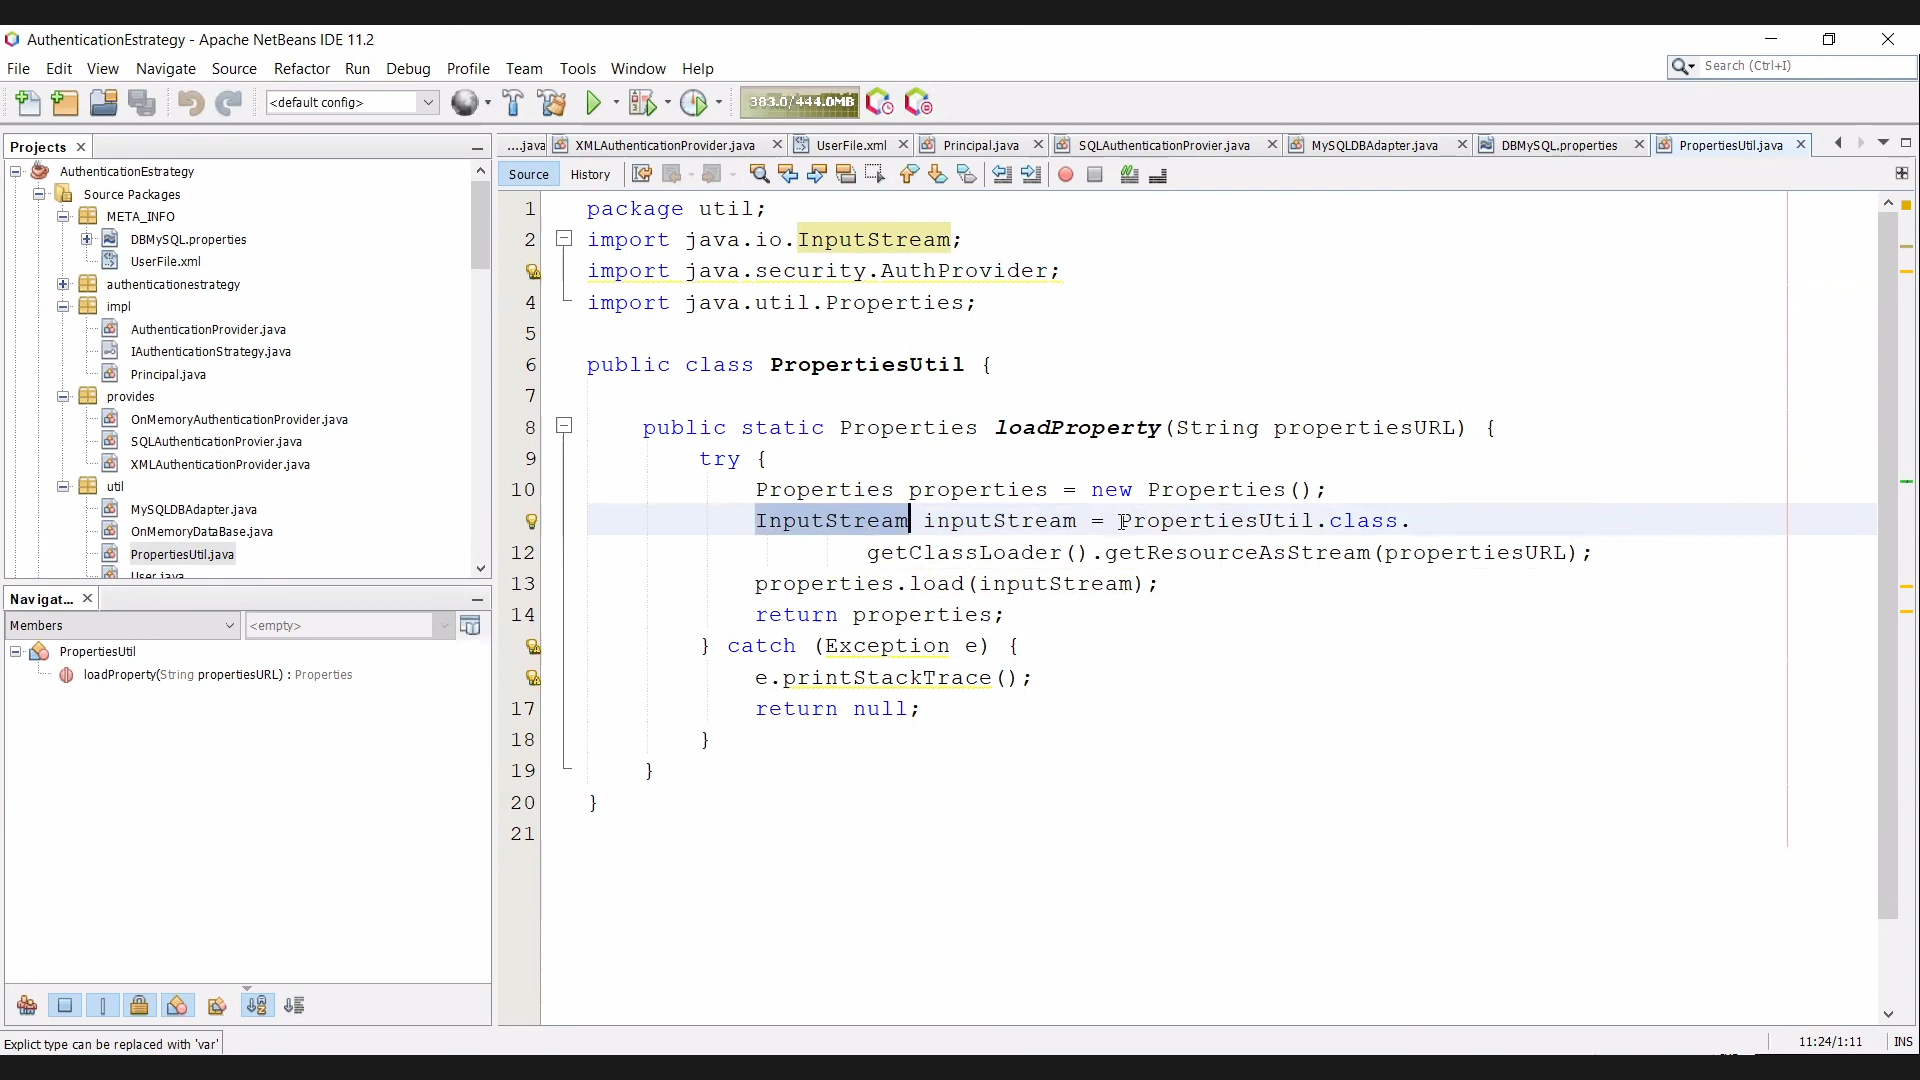 AuthenticationEstrategy - Apache NetBeans IDE 11.2
File Edit View Navigate Source Refactor Run Debug Profile Team Tools Window Help
Search (Ctrl+I)
<default config>
383.0/444.0MB
Projects
AuthenticationEstrategy
Source Packages
META_INFO
DBMySQL.properties
UserFile.xml
authenticationestrategy
impl
AuthenticationProvider.java
IAuthenticationStrategy.java
Principal.java
provides
OnMemoryAuthenticationProvider.java
SQLAuthenticationProvier.java
XMLAuthenticationProvider.java
util
MySQLDBAdapter.java
OnMemoryDataBase.java
PropertiesUtil.java
User.java
Navigat...
Members
<empty>
PropertiesUtil
loadProperty(String propertiesURL) : Properties
....java XMLAuthenticationProvider.java UserFile.xml Principal.java SQLAuthenticationProvier.java MySQLDBAdapter.java DBMySQL.properties PropertiesUtil.java
Source History
1 package util;
2 import java.io.InputStream;
import java.security.AuthProvider;
4 import java.util.Properties;
5
6 public class PropertiesUtil {
7
8 public static Properties loadProperty(String propertiesURL) {
9 try {
10 Properties properties = new Properties();
InputStream inputStream = PropertiesUtil.class.
12 getClassLoader().getResourceAsStream(propertiesURL);
13 properties.load(inputStream);
14 return properties;
} catch (Exception e) {
e.printStackTrace();
17 return null;
18 }
19 }
20 }
21
Explict type can be replaced with 'var'
11:24/1:11 INS